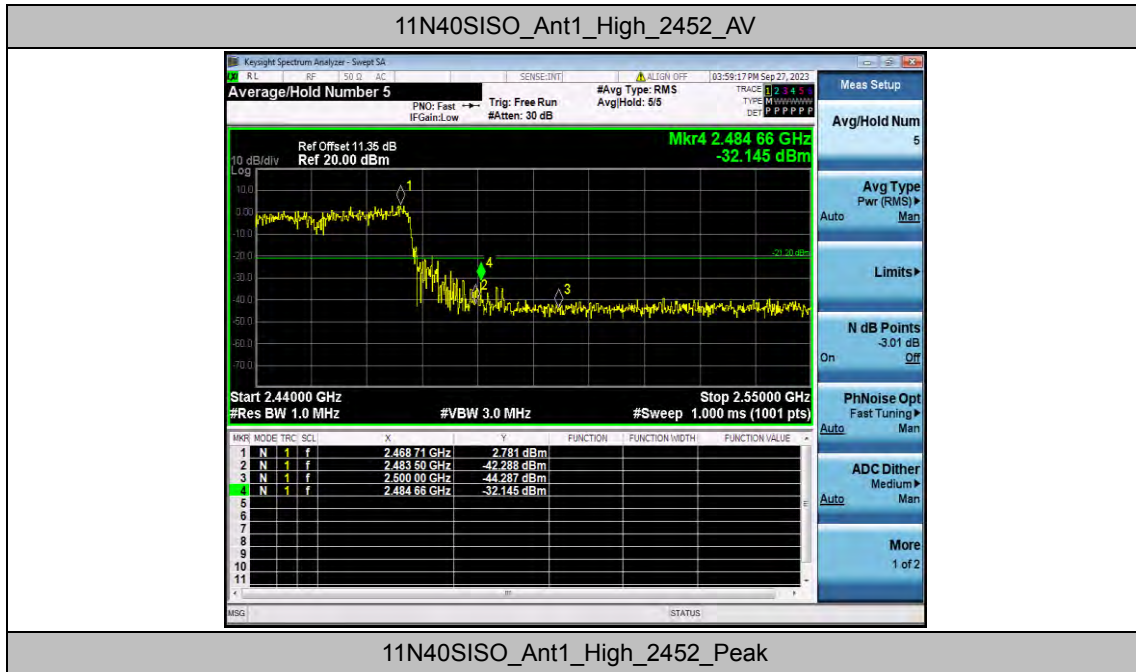 11N40SISO_Ant1_High_2452_AV
Keysight Spectrum Analyzer - Swept SA
RL RF 50 Ω AC SENSE:INT ALIGN OFF 03:59:17 PM Sep 27, 2023
Average/Hold Number 5
PNO: Fast
IFGain:Low
Trig: Free Run
#Atten: 30 dB
#Avg Type: RMS
Avg|Hold: 5/5
TRACE 1 2 3 4 5 6
TYPE M WWWWW
DET P P P P P P
Mkr4 2.484 66 GHz
-32.145 dBm
Ref Offset 11.35 dB
10 dB/div Ref 20.00 dBm
Log
10.0
0.00
-10.0
-20.0
-30.0
-40.0
-50.0
-60.0
-70.0
1
4
2
3
Start 2.44000 GHz Stop 2.55000 GHz
#Res BW 1.0 MHz #VBW 3.0 MHz #Sweep 1.000 ms (1001 pts)
MKR MODE TRC SCL X Y FUNCTION FUNCTION WIDTH FUNCTION VALUE
1 N 1 f 2.468 71 GHz 2.781 dBm
2 N 1 f 2.483 50 GHz -42.288 dBm
3 N 1 f 2.500 00 GHz -44.287 dBm
4 N 1 f 2.484 66 GHz -32.145 dBm
5
6
7
8
9
10
11
MSG STATUS
Meas Setup
Avg/Hold Num
5
Avg Type
Pwr (RMS)
Auto Man
Limits
N dB Points
-3.01 dB
On Off
PhNoise Opt
Fast Tuning
Auto Man
ADC Dither
Medium
Auto Man
More
1 of 2
11N40SISO_Ant1_High_2452_Peak